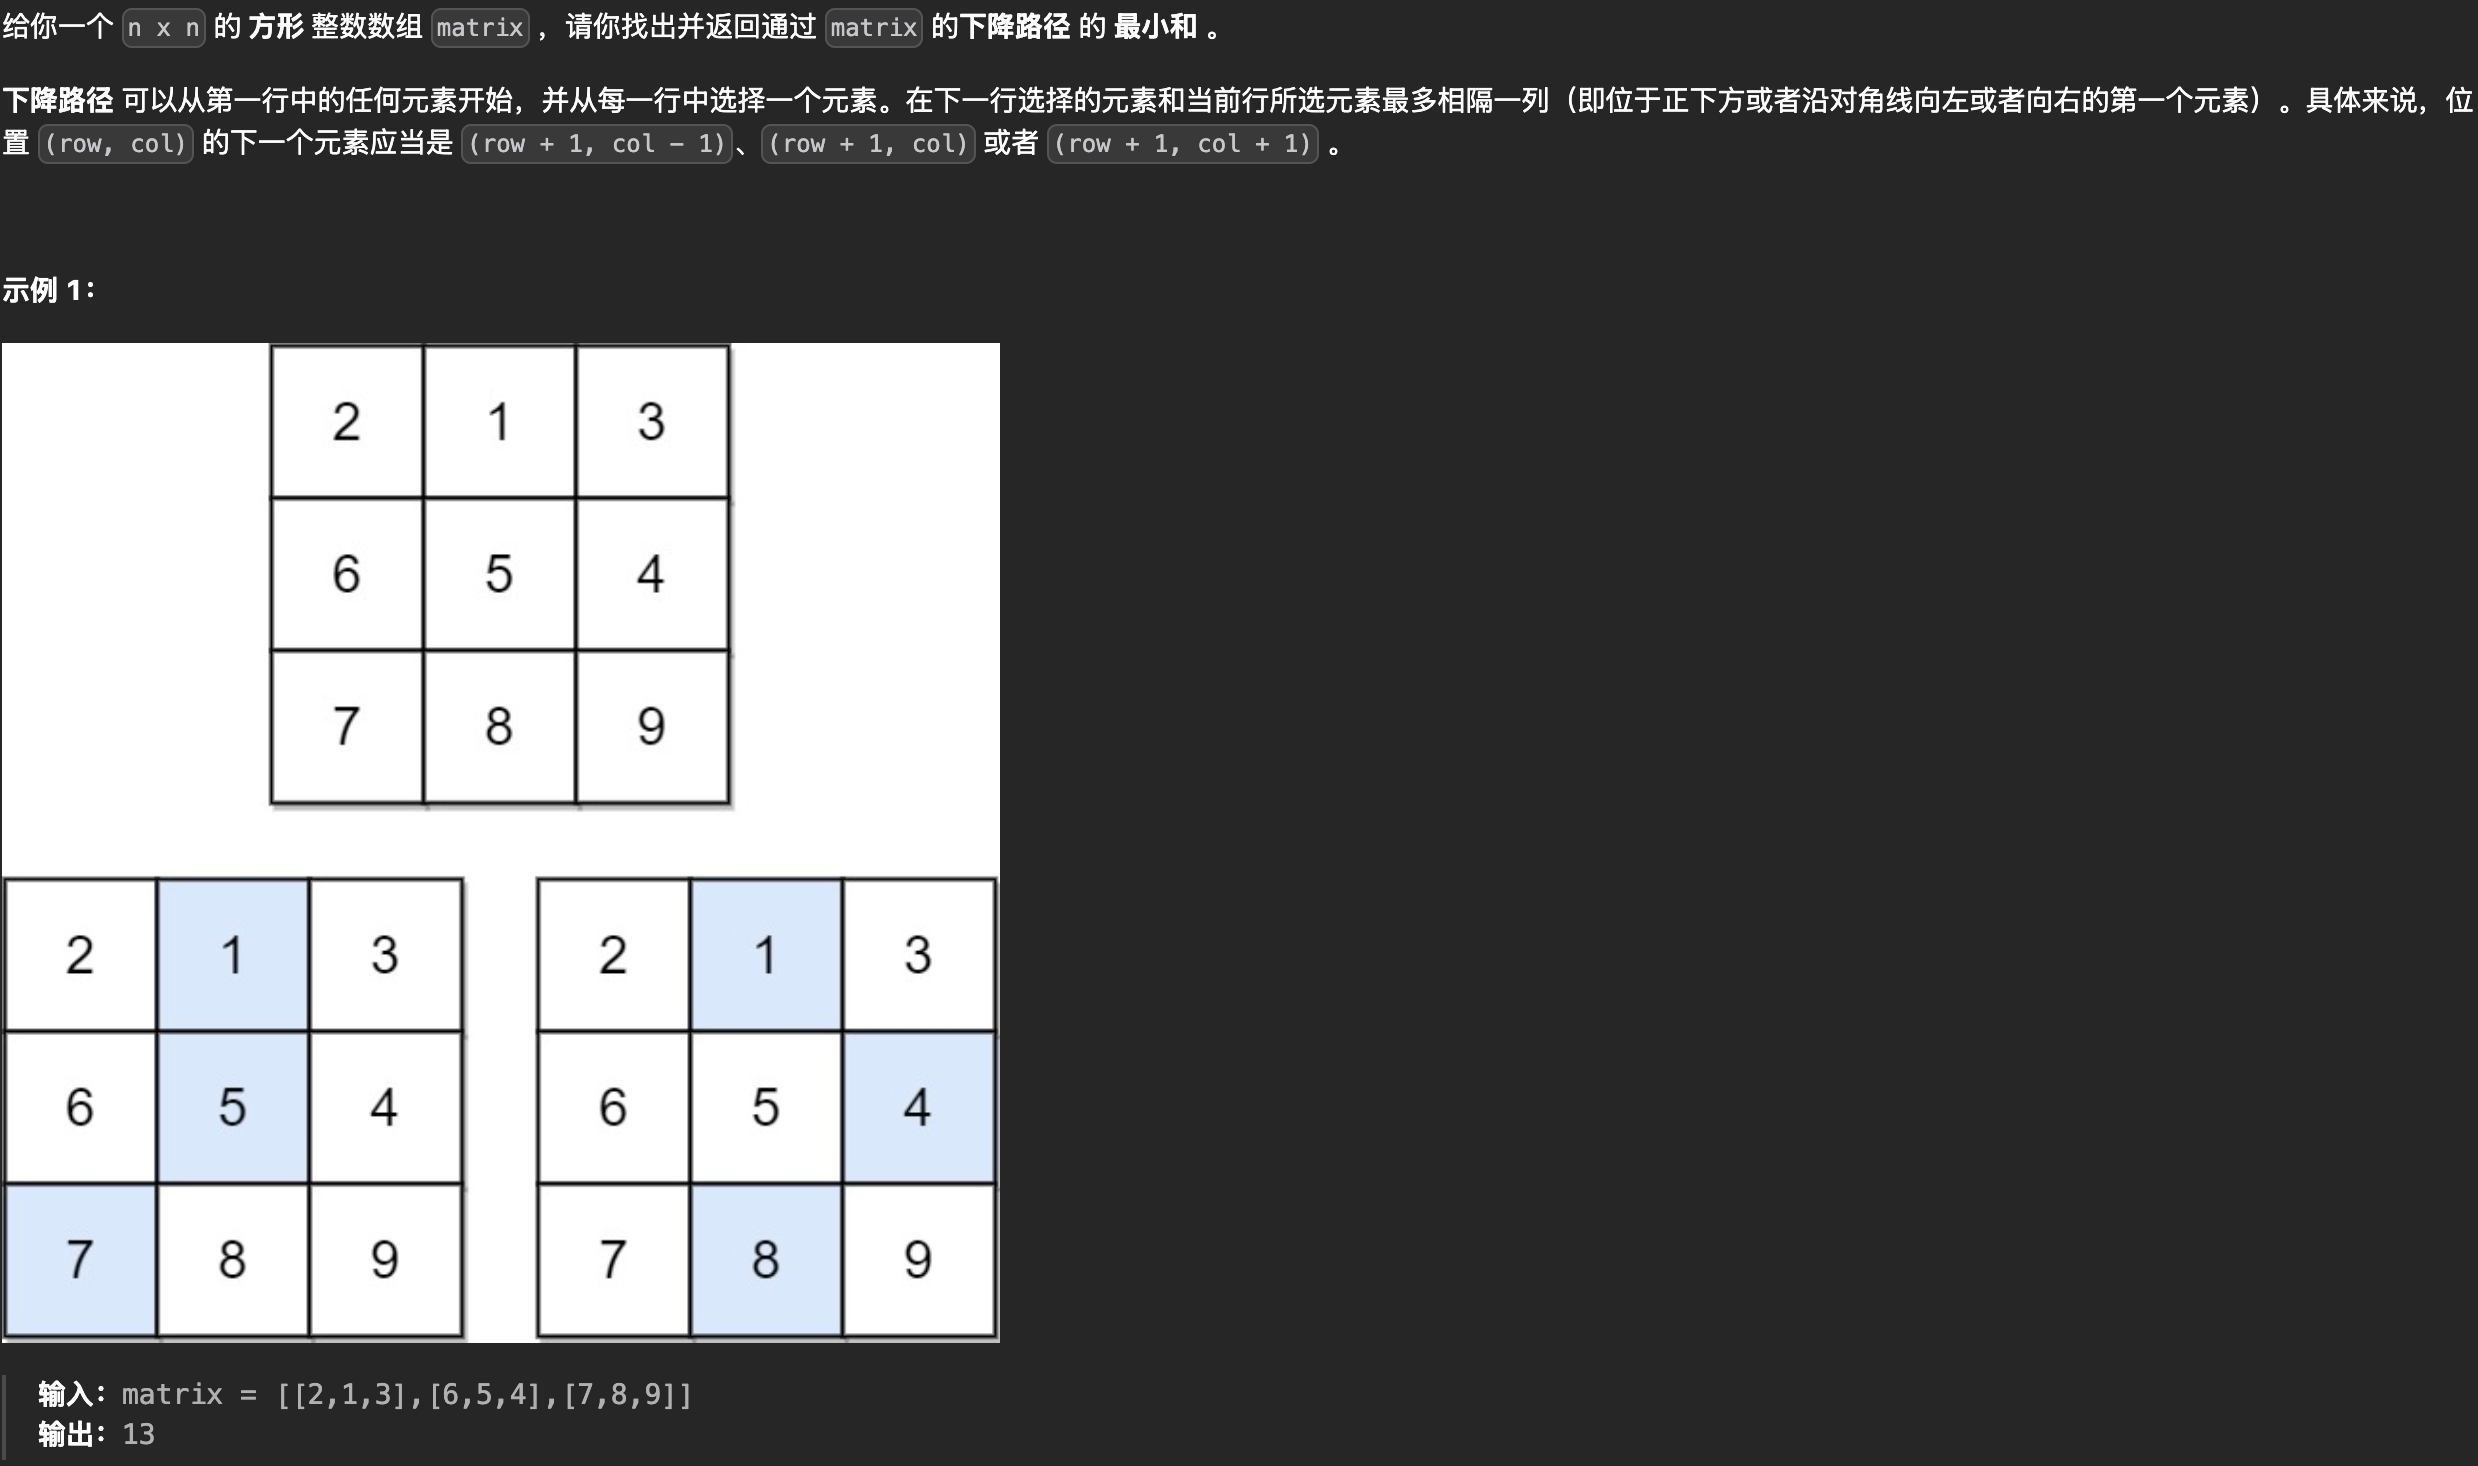 给你一个 n x n 的 方形 整数数组 matrix ，请你找出并返回通过 matrix 的下降路径 的 最小和 。
下降路径 可以从第一行中的任何元素开始，并从每一行中选择一个元素。在下一行选择的元素和当前行所选元素最多相隔一列（即位于正下方或者沿对角线向左或者向右的第一个元素）。具体来说，位
置 (row, col) 的下一个元素应当是 (row + 1, col - 1)、(row + 1, col) 或者 (row + 1, col + 1) 。
示例 1：
2 1 3
6 5 4
7 8 9
2 1 3
6 5 4
7 8 9
2 1 3
6 5 4
7 8 9
输入：matrix = [[2,1,3],[6,5,4],[7,8,9]]
输出：13